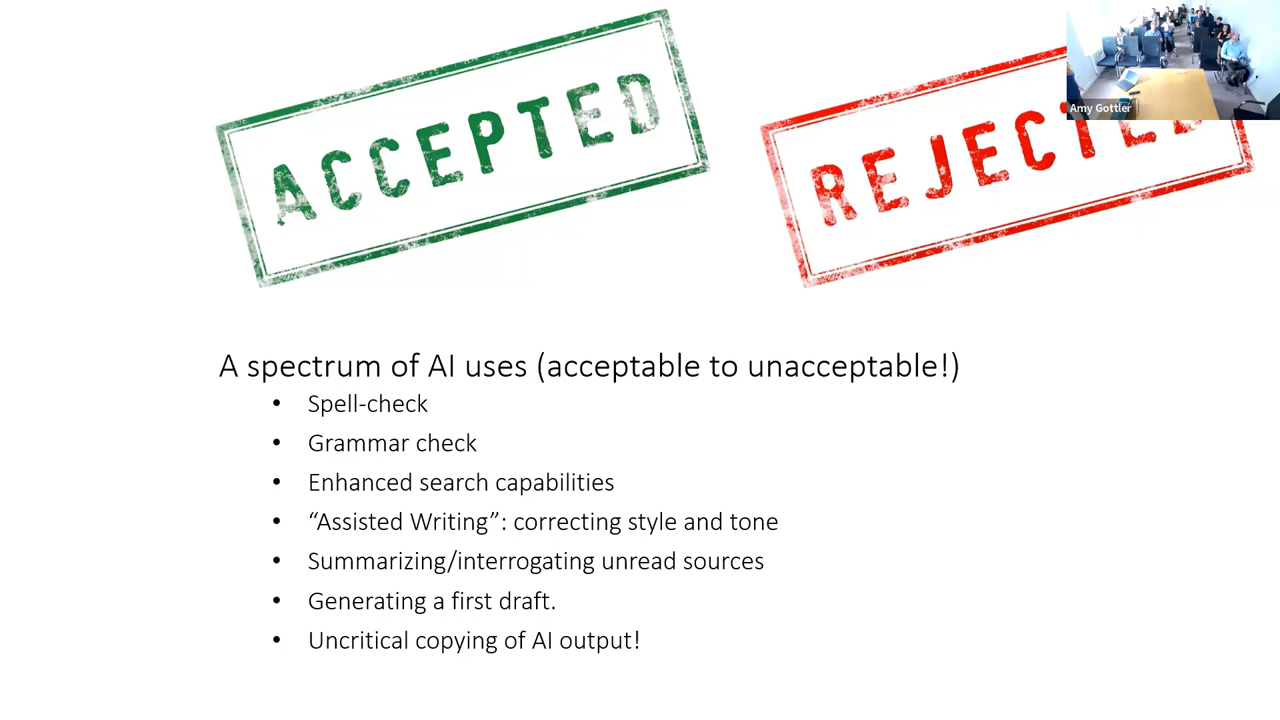 ACCEPTED
REJECTED
Amy Gottler
A spectrum of AI uses (acceptable to unacceptable!)
• Spell-check
• Grammar check
• Enhanced search capabilities
• “Assisted Writing”: correcting style and tone
• Summarizing/interrogating unread sources
• Generating a first draft.
• Uncritical copying of AI output!